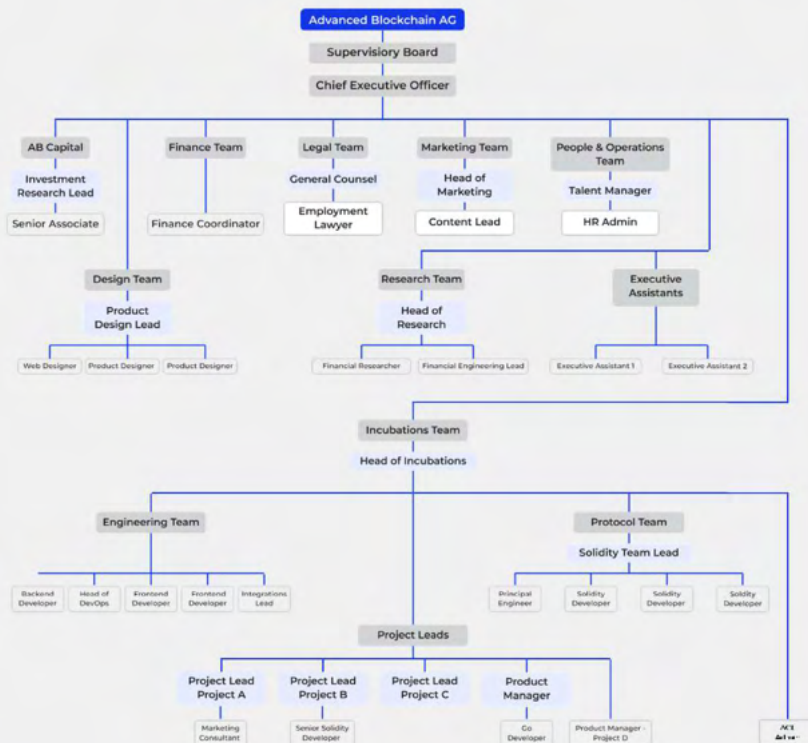 Advanced Blockchain AG
Supervisiory Board
Chief Executive Officer
AB Capital
Finance Team
Legal Team
Marketing Team
People & Operations
Team
Investment
Research Lead
General Counsel
Head of
Marketing
Talent Manager
Senior Associate
Finance Coordinator
Employment
Lawyer
Content Lead
HR Admin
Design Team
Research Team
Executive
Assistants
Product
Design Lead
Head of
Research
Web Designer
Product Designer
Product Designer
Financial Researcher
Financial Engineering Lead
Executive Assistant 1
Executive Assistant 2
Incubations Team
Head of Incubations
Engineering Team
Protocol Team
Solidity Team Lead
Backend
Developer
Head of
DevOps
Frontend
Developer
Frontend
Developer
Integrations
Lead
Principal
Engineer
Solidity
Developer
Solidity
Developer
Soldity
Developer
Project Leads
Project Lead
Project A
Project Lead
Project B
Project Lead
Project C
Product
Manager
Marketing
Consultant
Senior Solidity
Developer
Go
Developer
Product Manager -
Project D